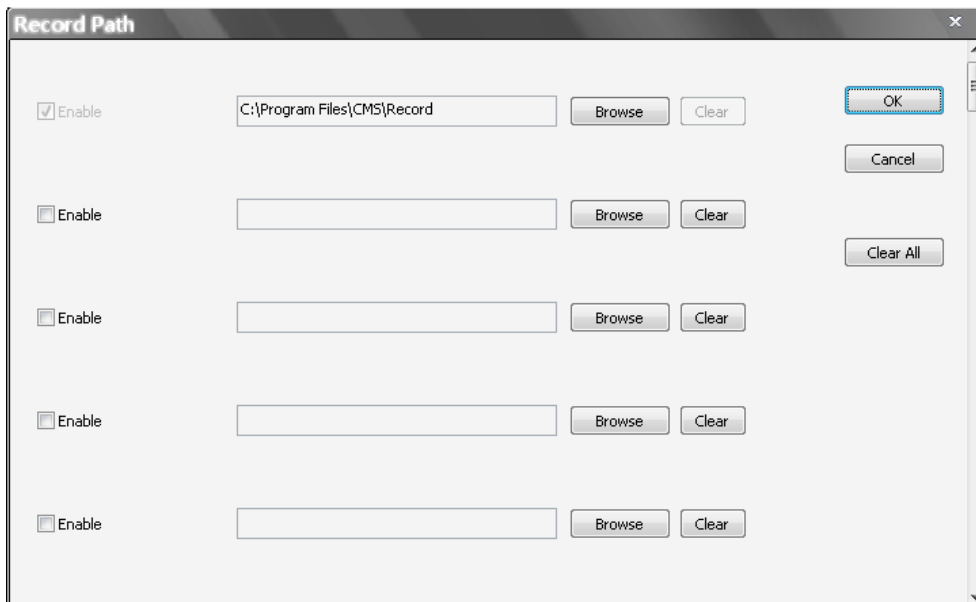 Record Path
Enable C:\Program Files\CMS\Record Browse Clear OK
Cancel
Enable Browse Clear
Clear All
Enable Browse Clear
Enable Browse Clear
Enable Browse Clear